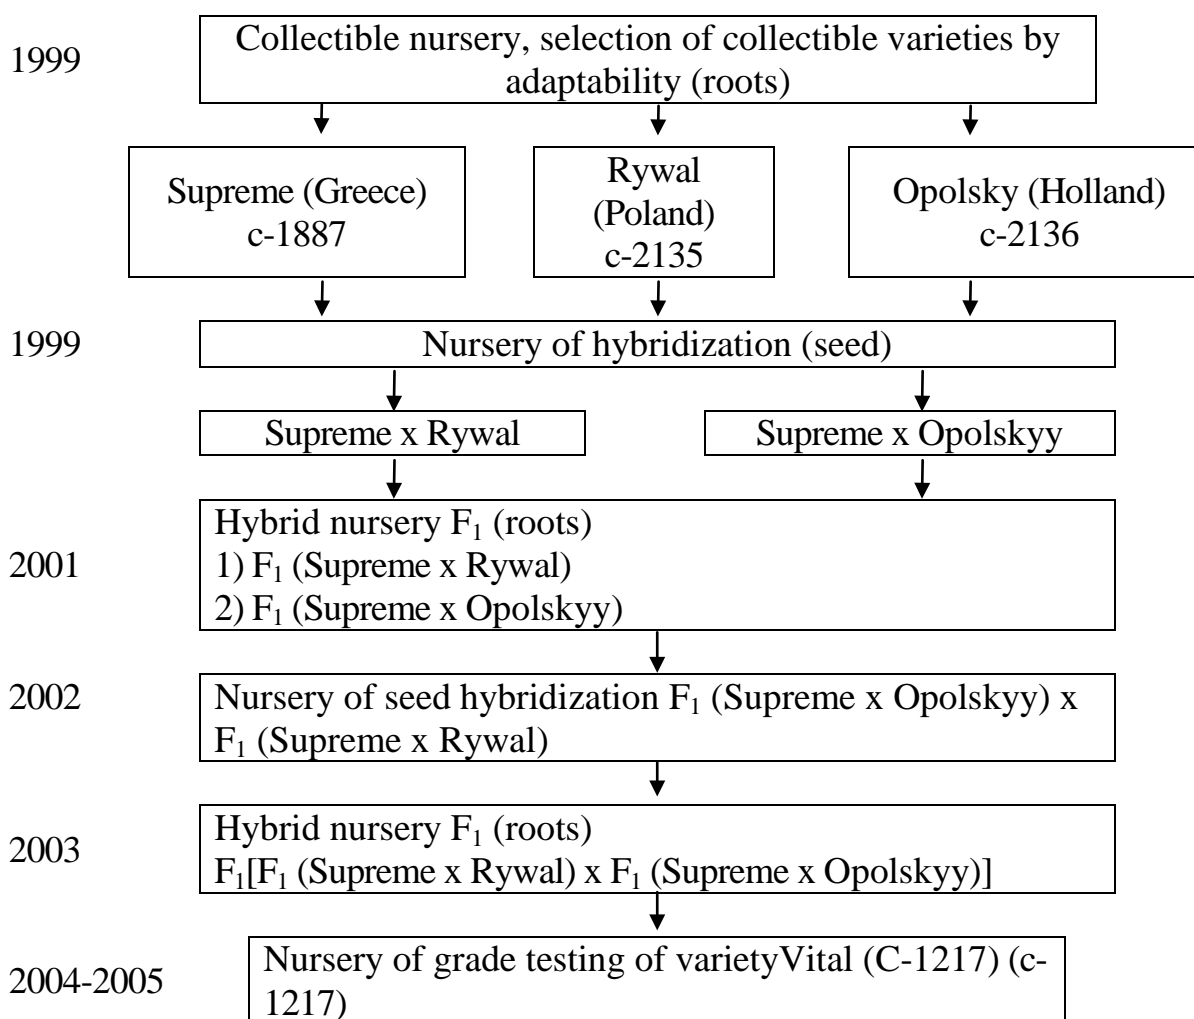 1999
Collectible nursery, selection of collectible varieties by
adaptability (roots)
Supreme (Greece)
c-1887
Rywal
(Poland)
c-2135
Opolsky (Holland)
c-2136
1999
Nursery of hybridization (seed)
Supreme x Rywal
Supreme x Opolskyy
2001
Hybrid nursery F₁ (roots)
1) F₁ (Supreme x Rywal)
2) F₁ (Supreme x Opolskyy)
2002
Nursery of seed hybridization F₁ (Supreme x Opolskyy) x
F₁ (Supreme x Rywal)
2003
Hybrid nursery F₁ (roots)
F₁[F₁ (Supreme x Rywal) x F₁ (Supreme x Opolskyy)]
2004-2005
Nursery of grade testing of varietyVital (C-1217) (c-
1217)